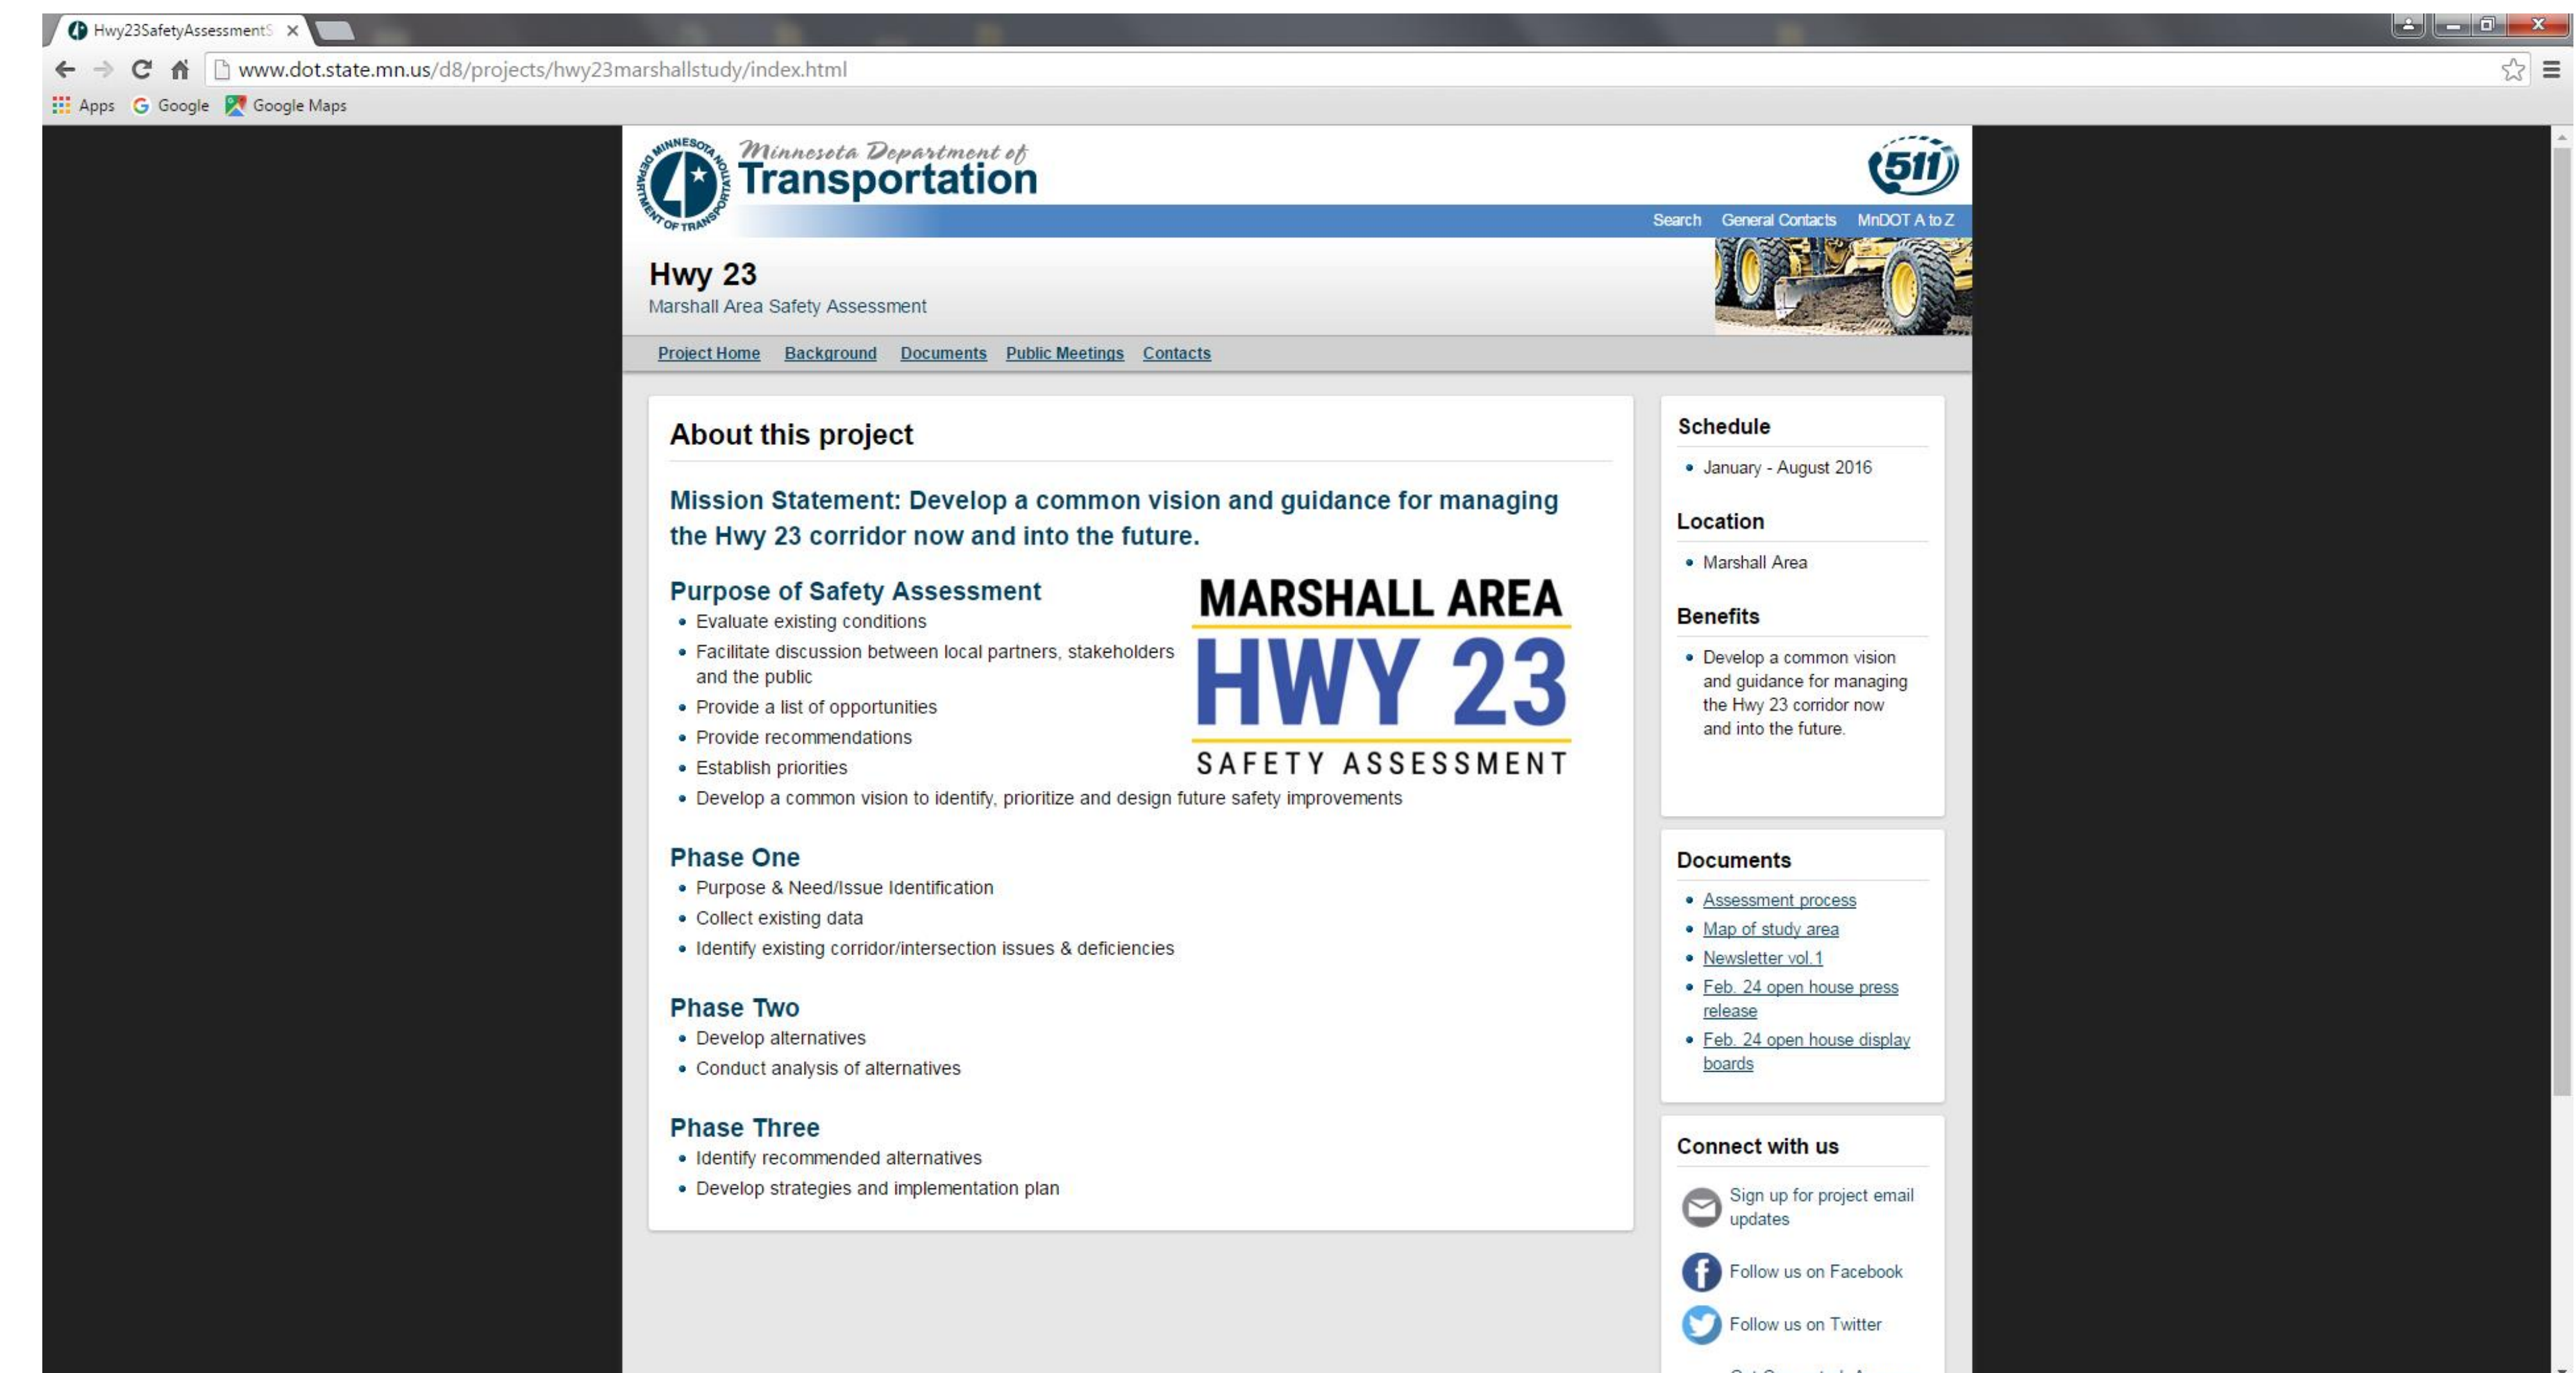 Hwy23SafetyAssessmentS
www.dot.state.mn.us/d8/projects/hwy23marshallstudy/index.html
Apps Google Google Maps
MINNESOTA DEPARTMENT OF TRANSPORTATION
Minnesota Department of
Transportation
511
Search General Contacts MnDOT A to Z
Hwy 23
Marshall Area Safety Assessment
Project Home Background Documents Public Meetings Contacts
About this project
Mission Statement: Develop a common vision and guidance for managing
the Hwy 23 corridor now and into the future.
Purpose of Safety Assessment
• Evaluate existing conditions
• Facilitate discussion between local partners, stakeholders
and the public
• Provide a list of opportunities
• Provide recommendations
• Establish priorities
• Develop a common vision to identify, prioritize and design future safety improvements
MARSHALL AREA
HWY 23
SAFETY ASSESSMENT
Phase One
• Purpose & Need/Issue Identification
• Collect existing data
• Identify existing corridor/intersection issues & deficiencies
Phase Two
• Develop alternatives
• Conduct analysis of alternatives
Phase Three
• Identify recommended alternatives
• Develop strategies and implementation plan
Schedule
• January - August 2016
Location
• Marshall Area
Benefits
• Develop a common vision
and guidance for managing
the Hwy 23 corridor now
and into the future.
Documents
• Assessment process
• Map of study area
• Newsletter vol.1
• Feb. 24 open house press
release
• Feb. 24 open house display
boards
Connect with us
Sign up for project email
updates
Follow us on Facebook
Follow us on Twitter